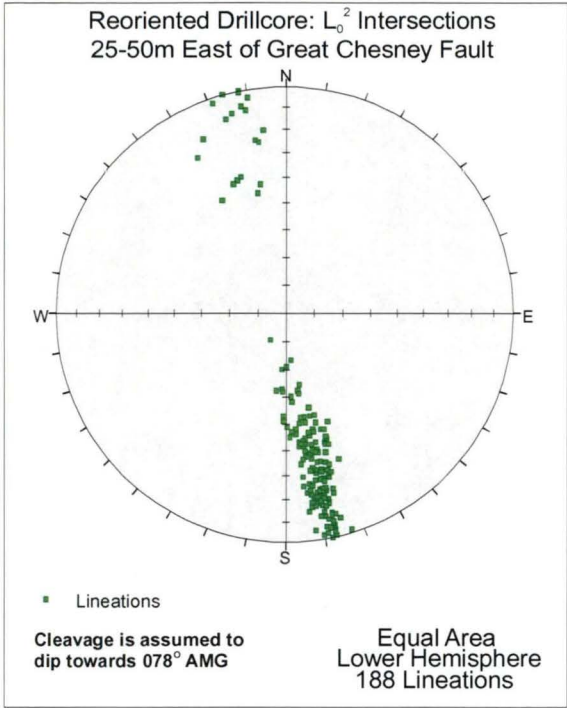 Reoriented Drillcore: L₀² Intersections
25-50m East of Great Chesney Fault
N
W
E
S
Lineations
Cleavage is assumed to
dip towards 078° AMG
Equal Area
Lower Hemisphere
188 Lineations